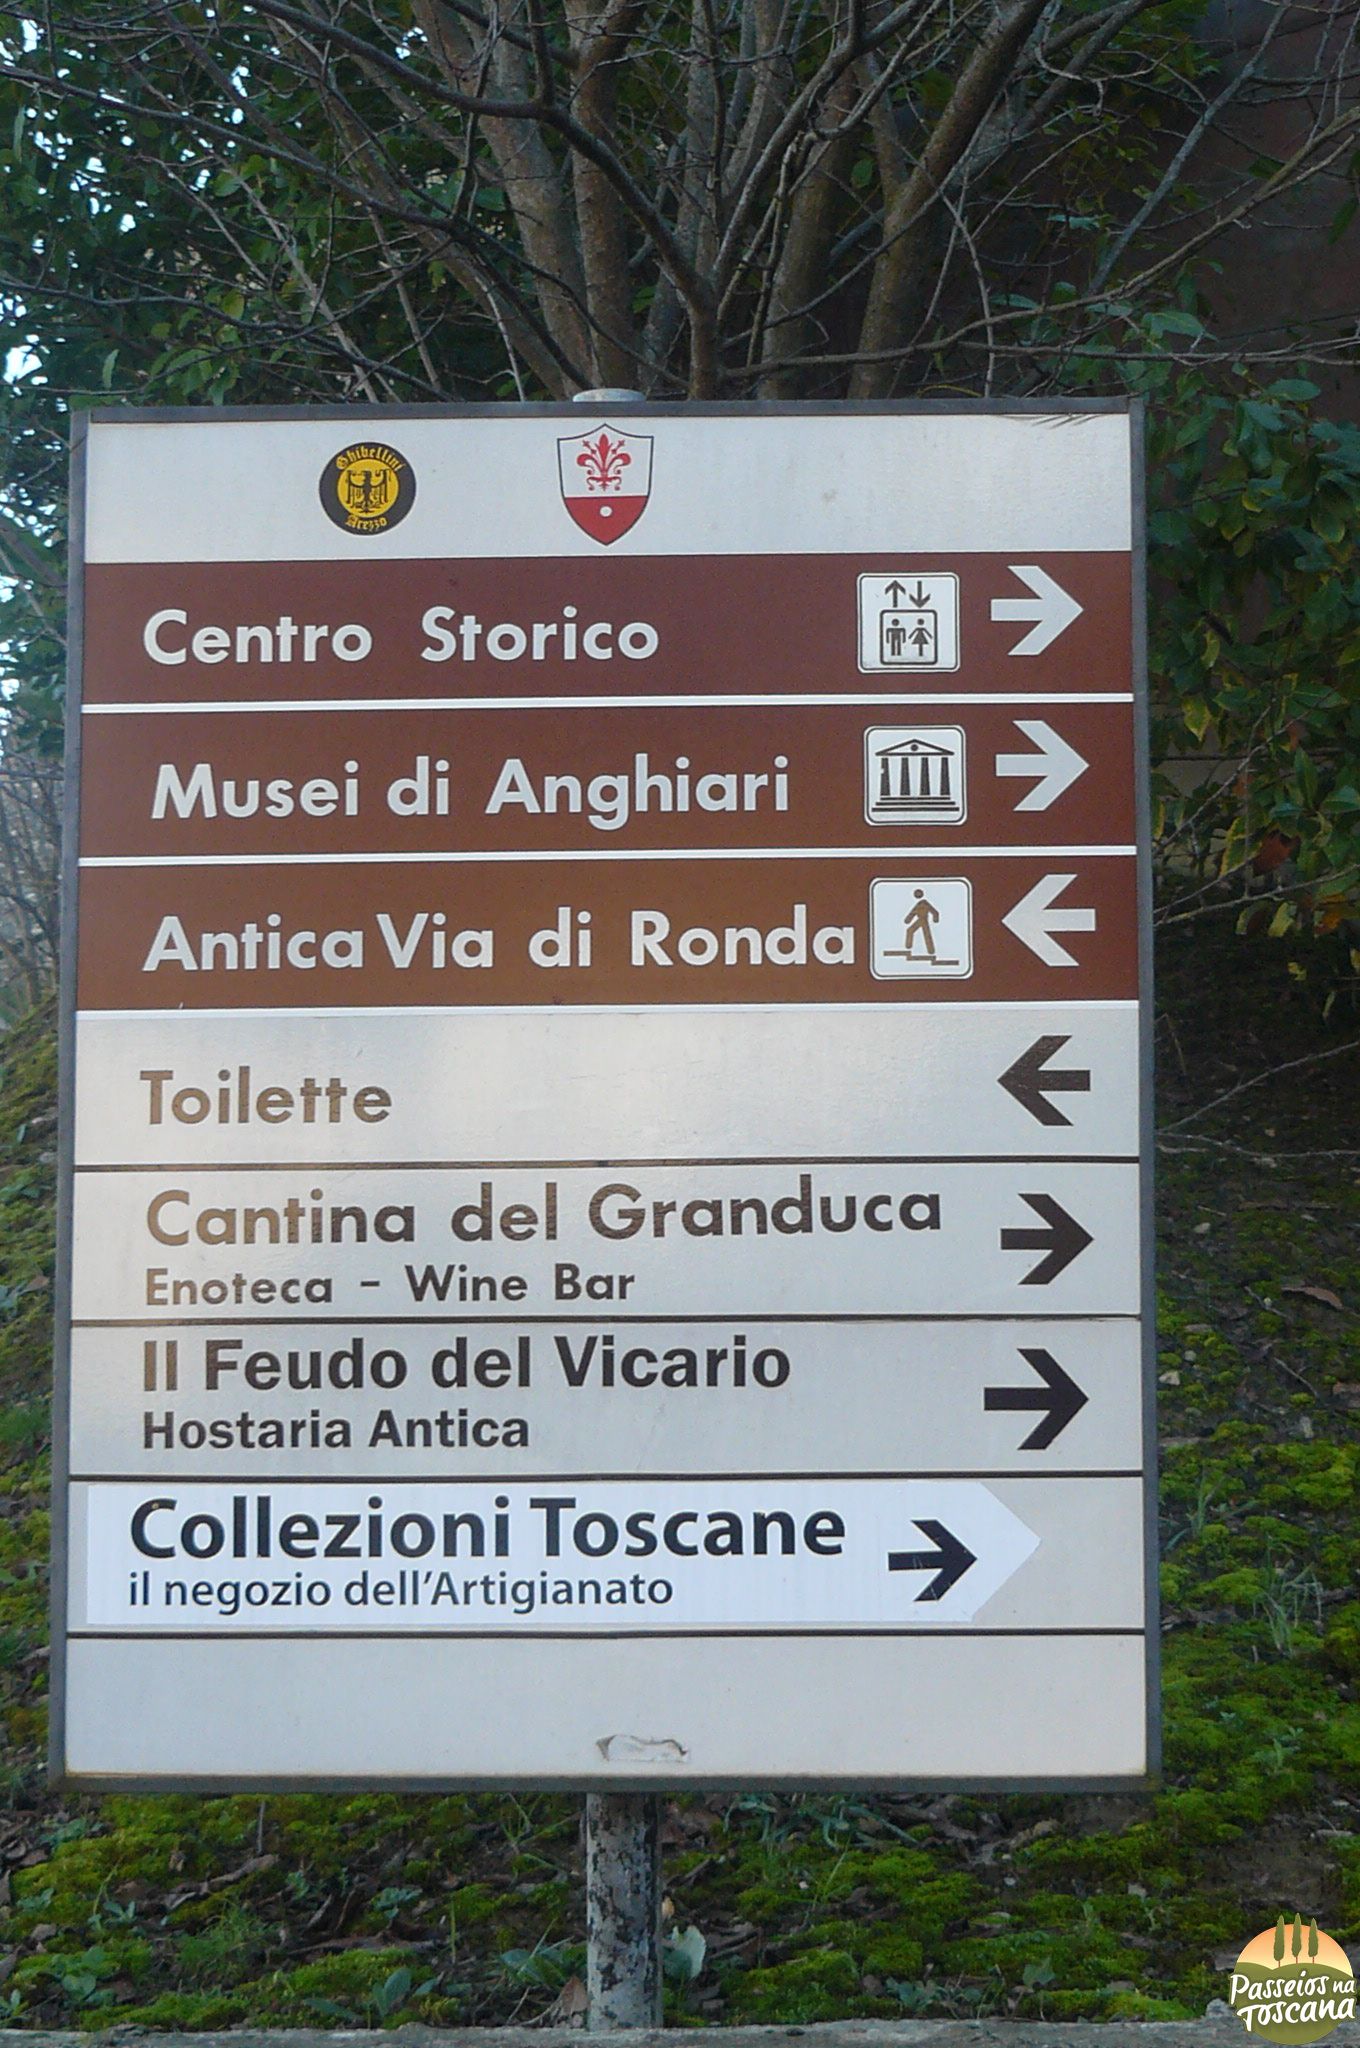 Ghibellini
Arezzo
Centro Storico
Musei di Anghiari
Antica Via di Ronda
Toilette
Cantina del Granduca
Enoteca - Wine Bar
Il Feudo del Vicario
Hostaria Antica
Collezioni Toscane
il negozio dell'Artigianato
Passeios na
Toscana